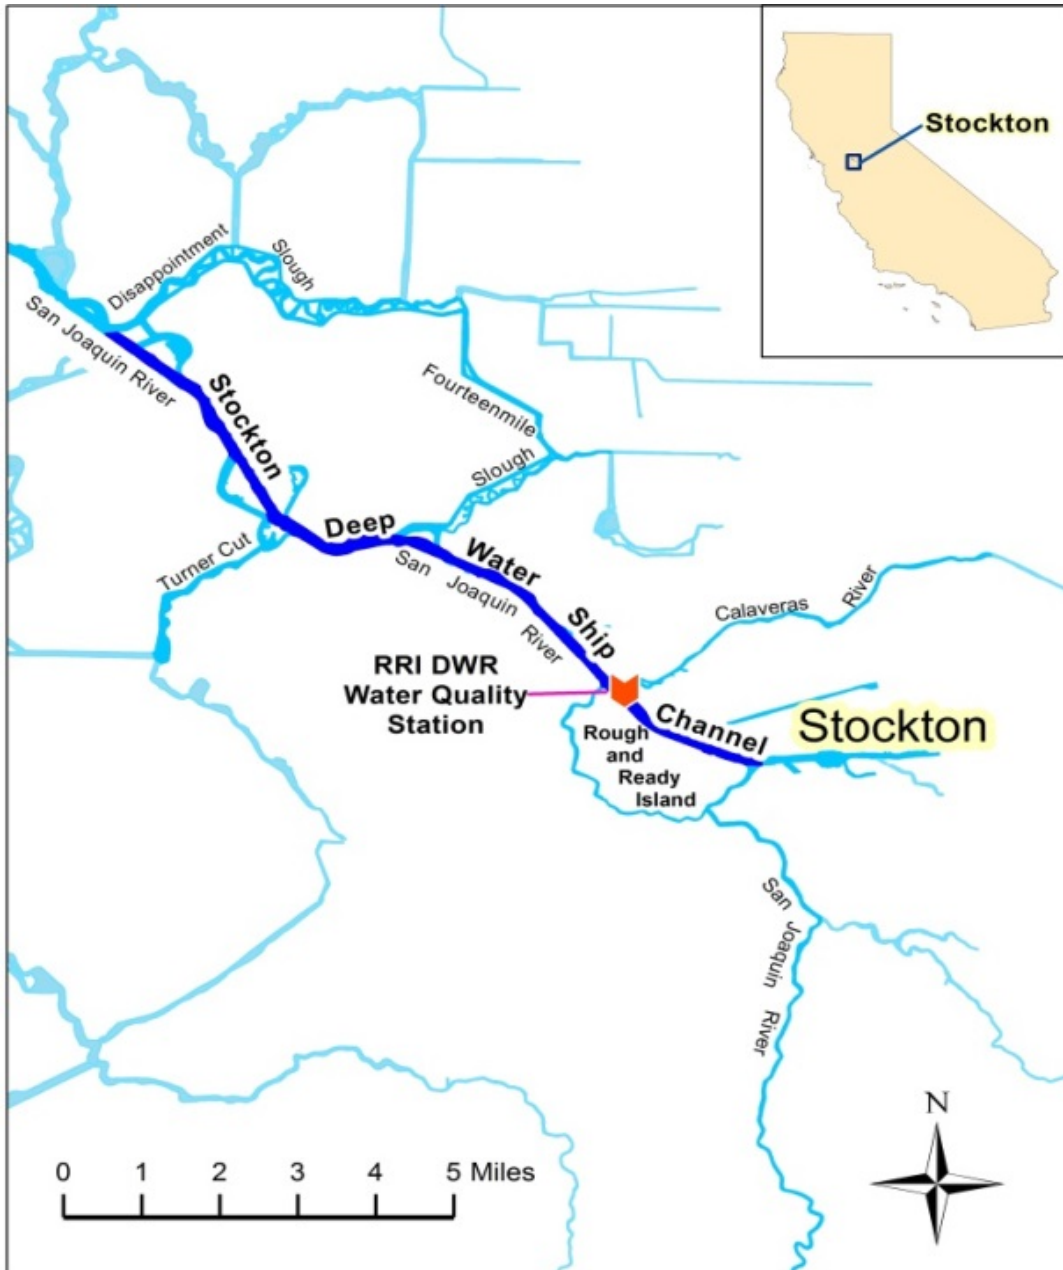 Stockton
Disappointment
Slough
San Joaquin River
Stockton
Fourteenmile
Slough
Deep
Turner Cut
Water
San Joaquin
River
Ship
Calaveras
River
RRI DWR
Water Quality
Station
Channel
Stockton
Rough
and
Ready
Island
San Joaquin River
N
0 1 2 3 4 5 Miles